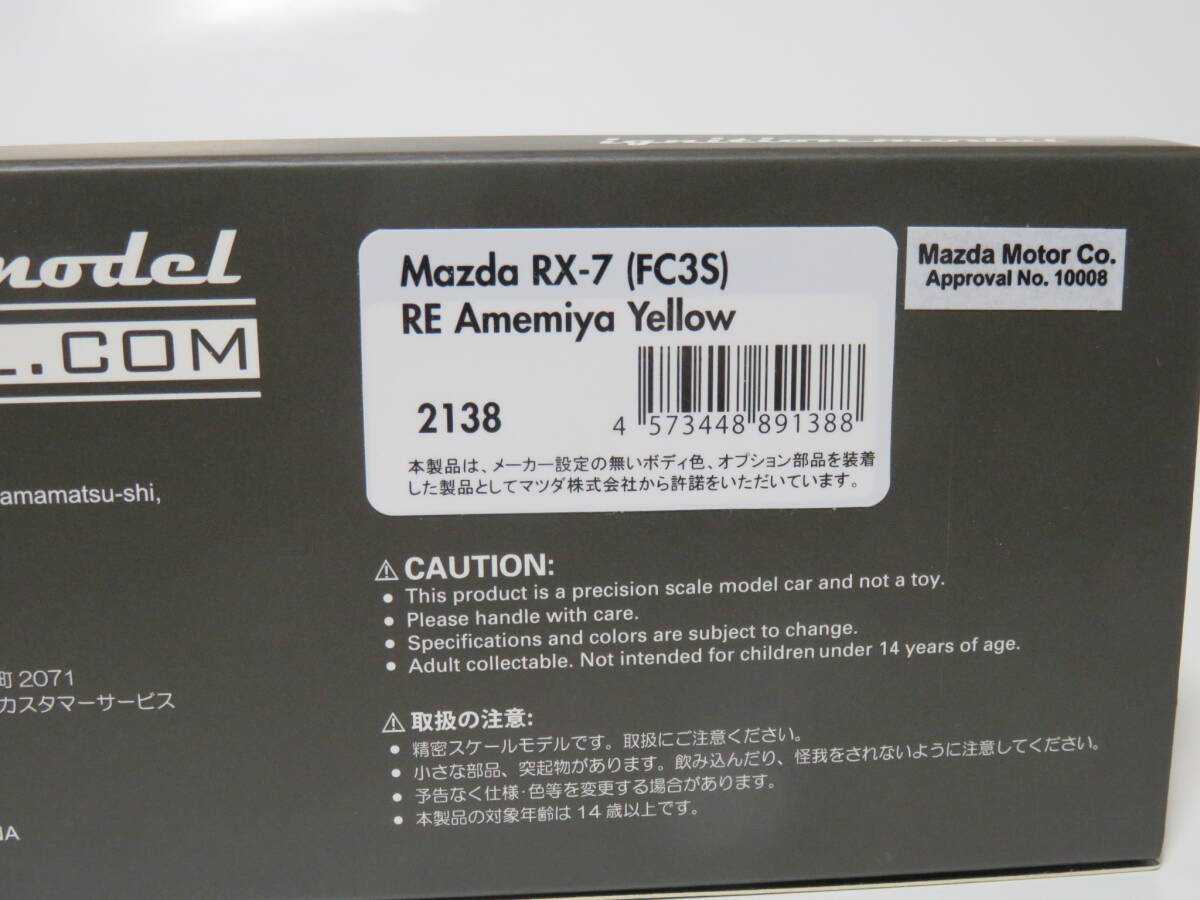 ignition model
model
L.COM
amamatsu-shi,
町2071
カスタマーサービス
Mazda RX-7 (FC3S)
RE Amemiya Yellow
2138
4 573448 891388
本製品は、メーカー設定の無いボディ色、オプション部品を装着
した製品としてマツダ株式会社から許諾をいただいています。
Mazda Motor Co.
Approval No. 10008
⚠ CAUTION:
● This product is a precision scale model car and not a toy.
● Please handle with care.
● Specifications and colors are subject to change.
● Adult collectable. Not intended for children under 14 years of age.
⚠ 取扱の注意:
● 精密スケールモデルです。取扱にご注意ください。
● 小さな部品、突起物があります。飲み込んだり、怪我をされないように注意してください。
● 予告なく仕様・色等を変更する場合があります。
● 本製品の対象年齢は14歳以上です。